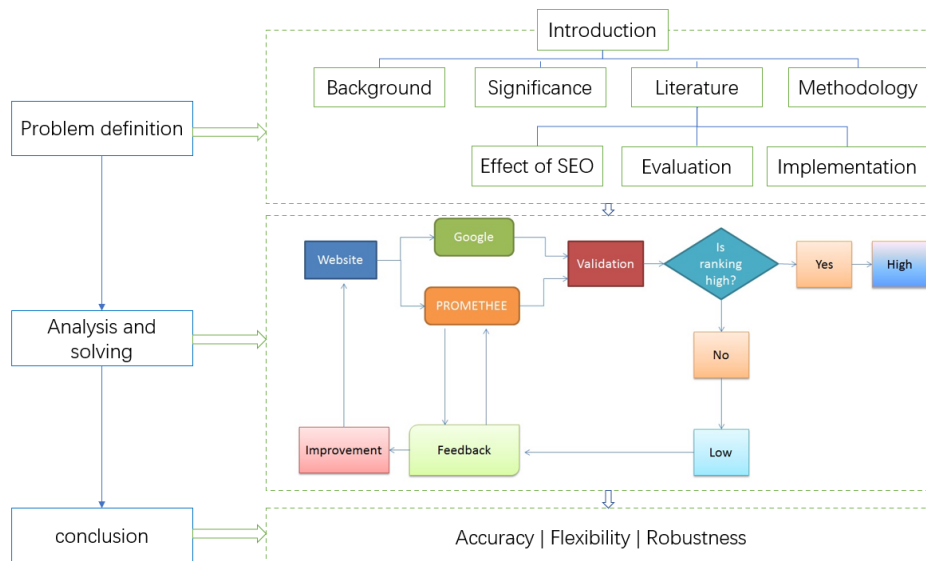 Introduction
Background
Significance
Literature
Methodology
Problem definition
Effect of SEO
Evaluation
Implementation
Google
Website
Validation
Is
ranking
high?
Yes
High
PROMETHEE
Analysis and
solving
No
Improvement
Feedback
Low
conclusion
Accuracy | Flexibility | Robustness